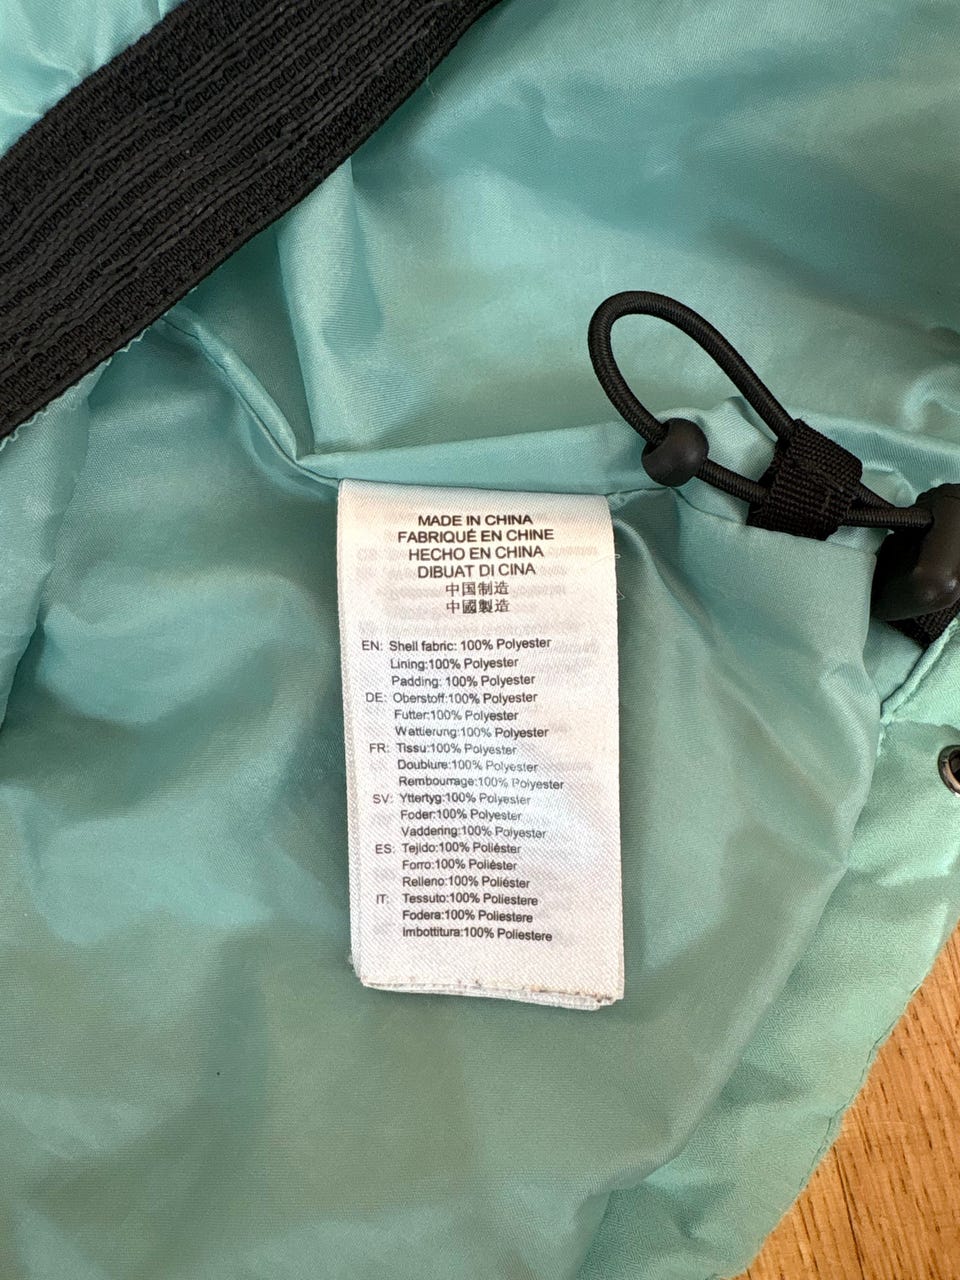 MADE IN CHINA
FABRIQUÉ EN CHINE
HECHO EN CHINA
DIBUAT DI CINA
中国制造
中國製造
EN: Shell fabric: 100% Polyester
Lining:100% Polyester
Padding: 100% Polyester
DE: Oberstoff:100% Polyester
Futter:100% Polyester
Wattierung:100% Polyester
FR: Tissu:100% Polyester
Doublure:100% Polyester
Rembourrage:100% Polyester
SV: Yttertyg:100% Polyester
Foder:100% Polyester
Vaddering:100% Polyester
ES: Tejido:100% Poliéster
Forro:100% Poliéster
Relleno:100% Poliéster
IT: Tessuto:100% Poliestere
Fodera:100% Poliestere
Imbottitura:100% Poliestere